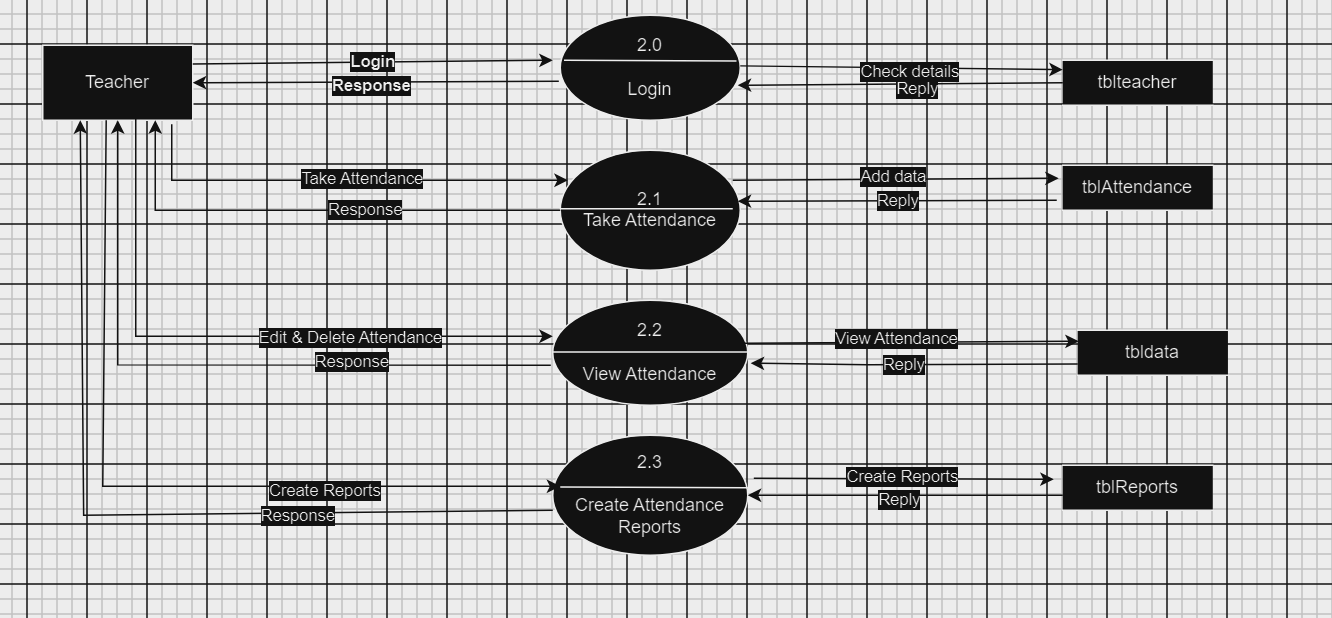 2.0
Login
Teacher
Login
Response
Check details
Reply
tblteacher
2.1
Take Attendance
Take Attendance
Response
Add data
Reply
tblAttendance
2.2
View Attendance
Edit & Delete Attendance
Response
View Attendance
Reply
tbldata
2.3
Create Attendance
Reports
Create Reports
Response
Create Reports
Reply
tblReports